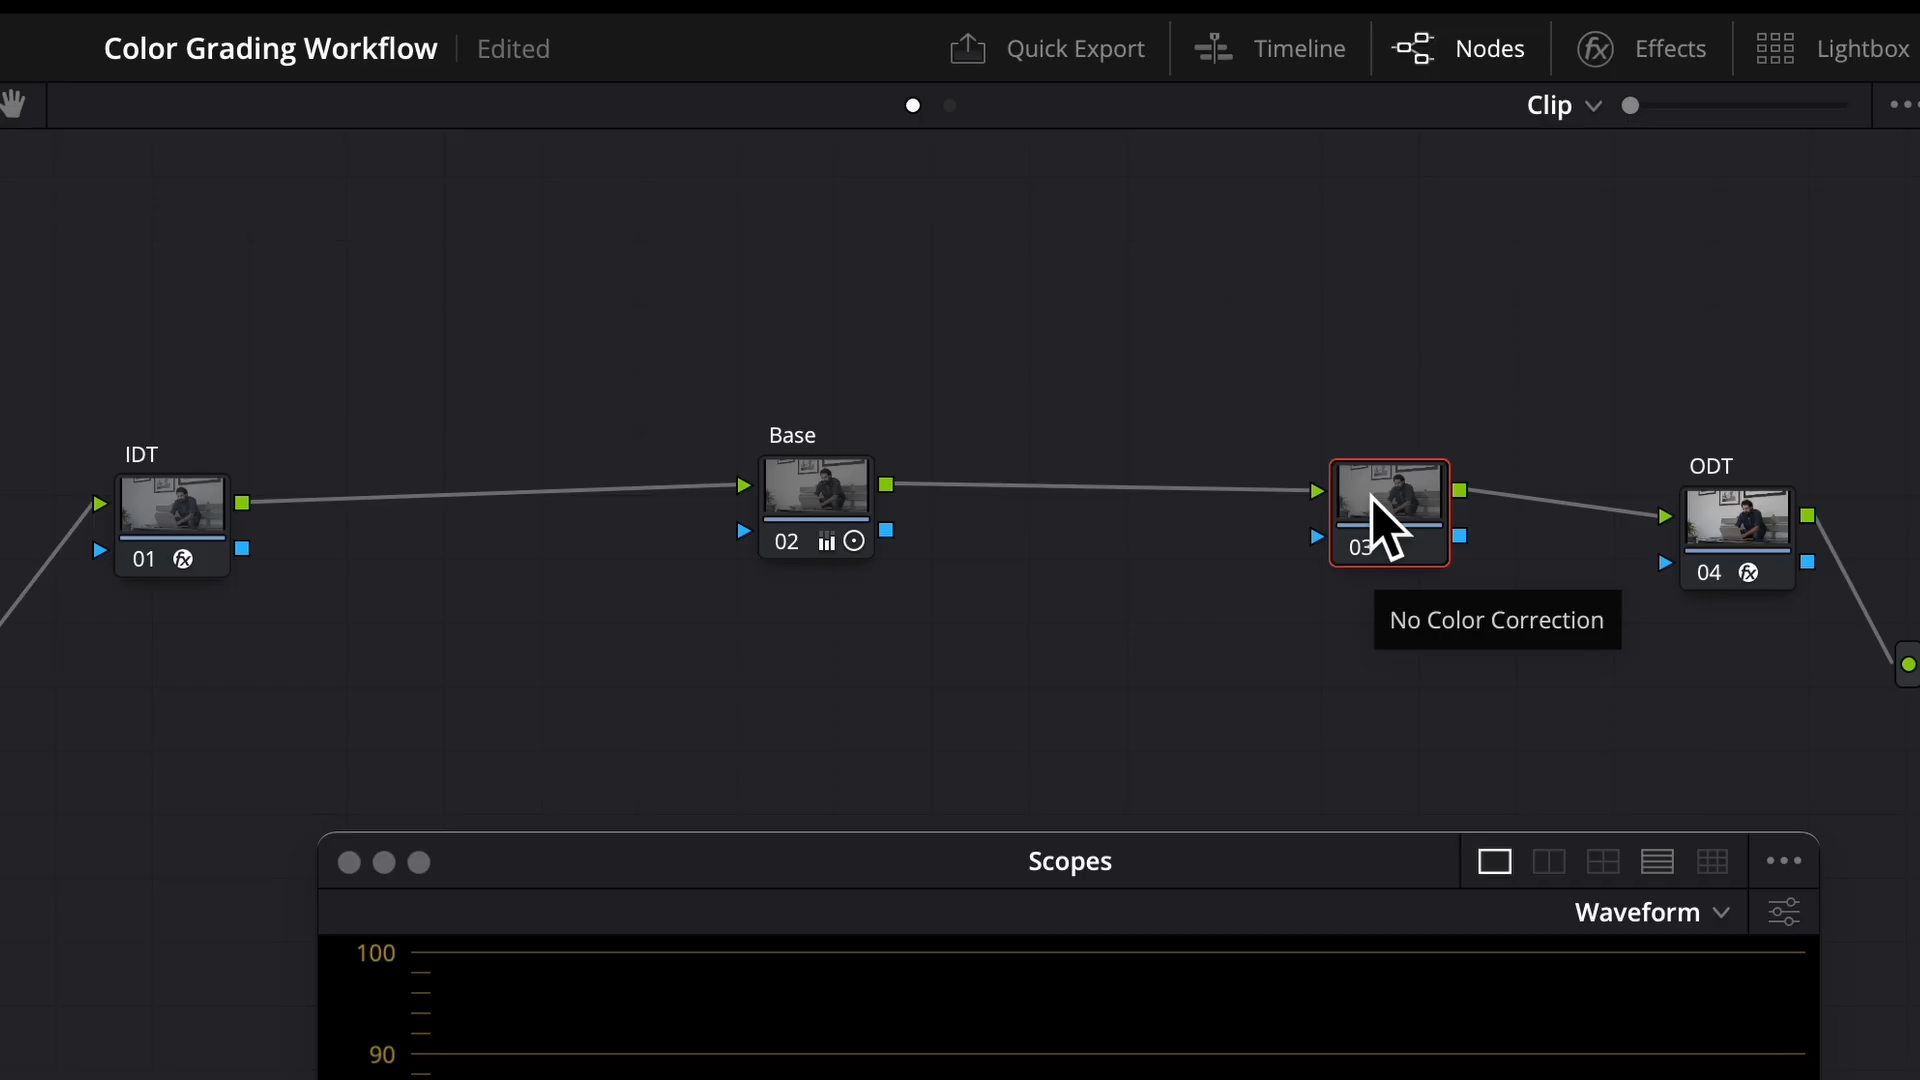 Color Grading Workflow Edited Quick Export Timeline Nodes Effects Lightbox
Clip
Base
IDT
ODT
02
03
01
04
No Color Correction
Scopes
Waveform
100
90